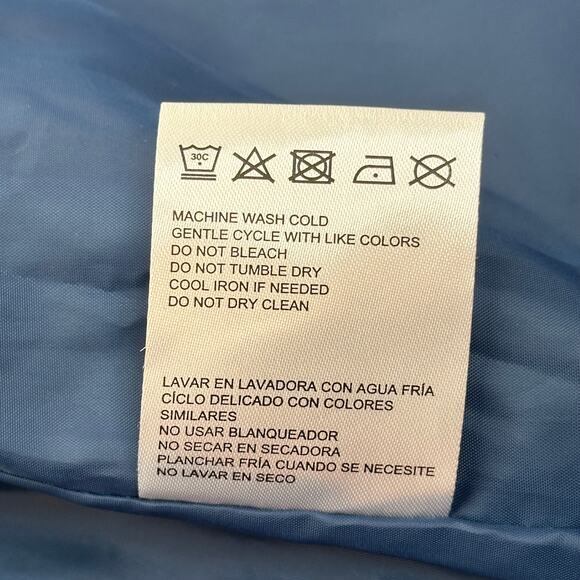 30C
MACHINE WASH COLD
GENTLE CYCLE WITH LIKE COLORS
DO NOT BLEACH
DO NOT TUMBLE DRY
COOL IRON IF NEEDED
DO NOT DRY CLEAN
LAVAR EN LAVADORA CON AGUA FRÍA
CÍCLO DELICADO CON COLORES
SIMILARES
NO USAR BLANQUEADOR
NO SECAR EN SECADORA
PLANCHAR FRÍA CUANDO SE NECESITE
NO LAVAR EN SECO